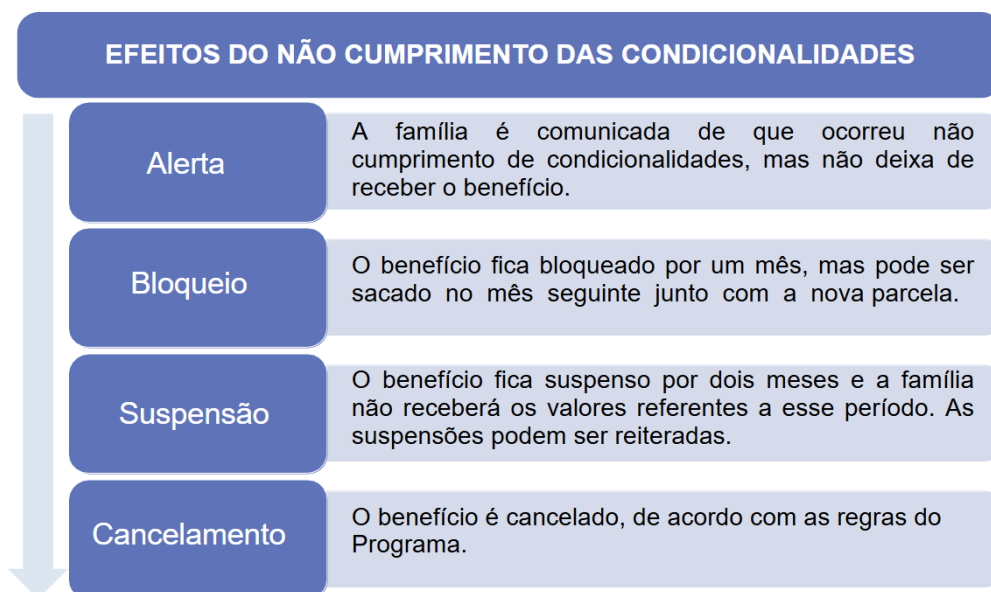 EFEITOS DO NÃO CUMPRIMENTO DAS CONDICIONALIDADES
Alerta
A família é comunicada de que ocorreu não
cumprimento de condicionalidades, mas não deixa de
receber o benefício.
Bloqueio
O benefício fica bloqueado por um mês, mas pode ser
sacado no mês seguinte junto com a nova parcela.
Suspensão
O benefício fica suspenso por dois meses e a família
não receberá os valores referentes a esse período. As
suspensões podem ser reiteradas.
Cancelamento
O benefício é cancelado, de acordo com as regras do
Programa.